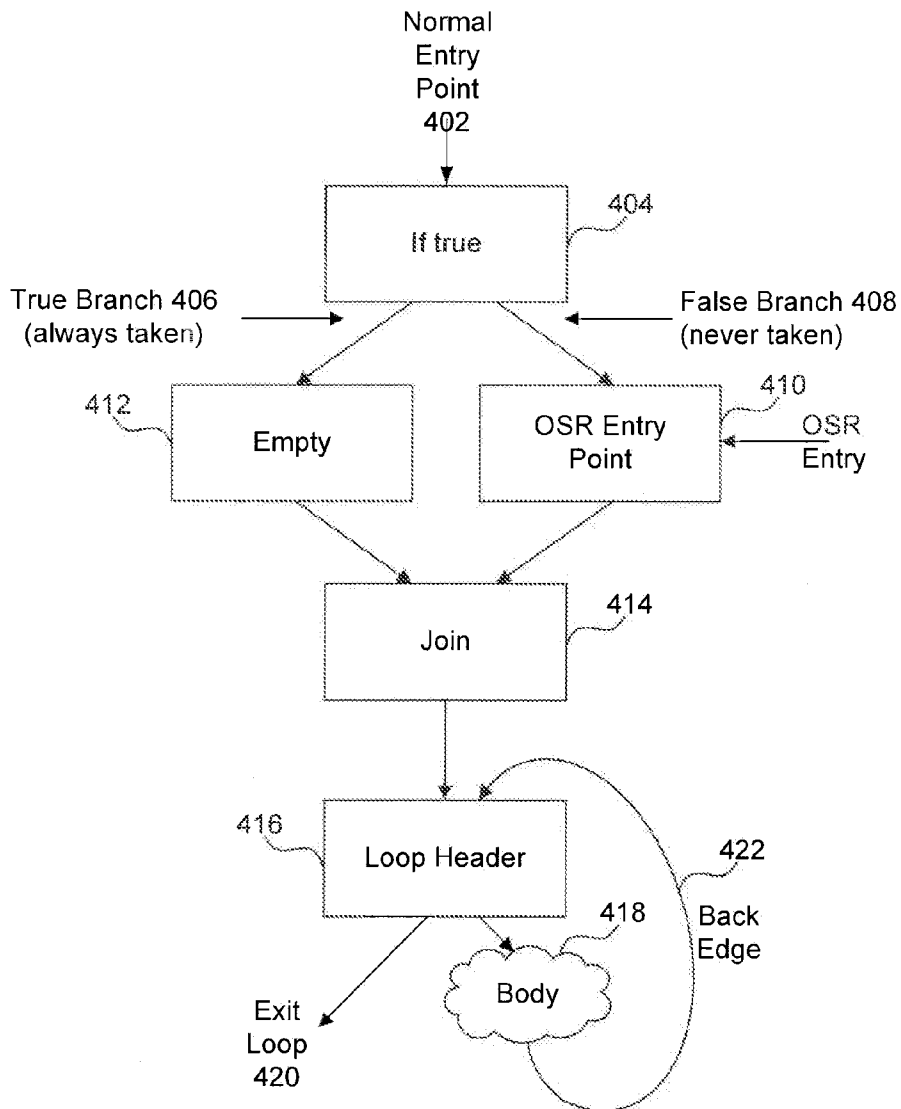 Normal
Entry
Point
402
404
If true
True Branch 406
(always taken)
False Branch 408
(never taken)
412
410
Empty
OSR Entry
Point
OSR
Entry
414
Join
416
Loop Header
422
Back
Edge
418
Body
Exit
Loop
420